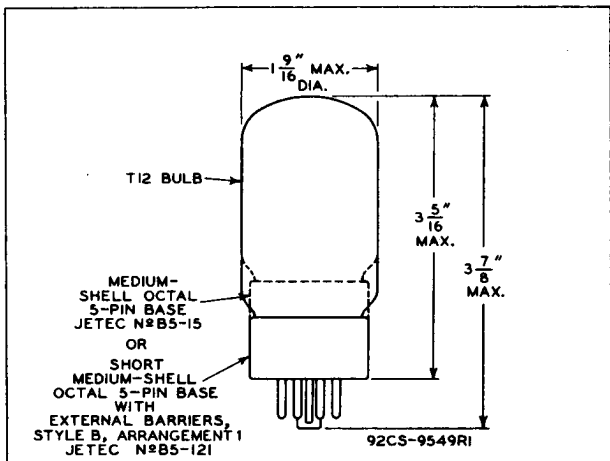 1 9/16" MAX.
DIA.
T12 BULB
3 5/16"
MAX.
3 7/8"
MAX.
MEDIUM-
SHELL OCTAL
5-PIN BASE
JETEC Nº B5-15
OR
SHORT
MEDIUM-SHELL
OCTAL 5-PIN BASE
WITH
EXTERNAL BARRIERS,
STYLE B, ARRANGEMENT 1
JETEC Nº B5-121
92CS-9549R1